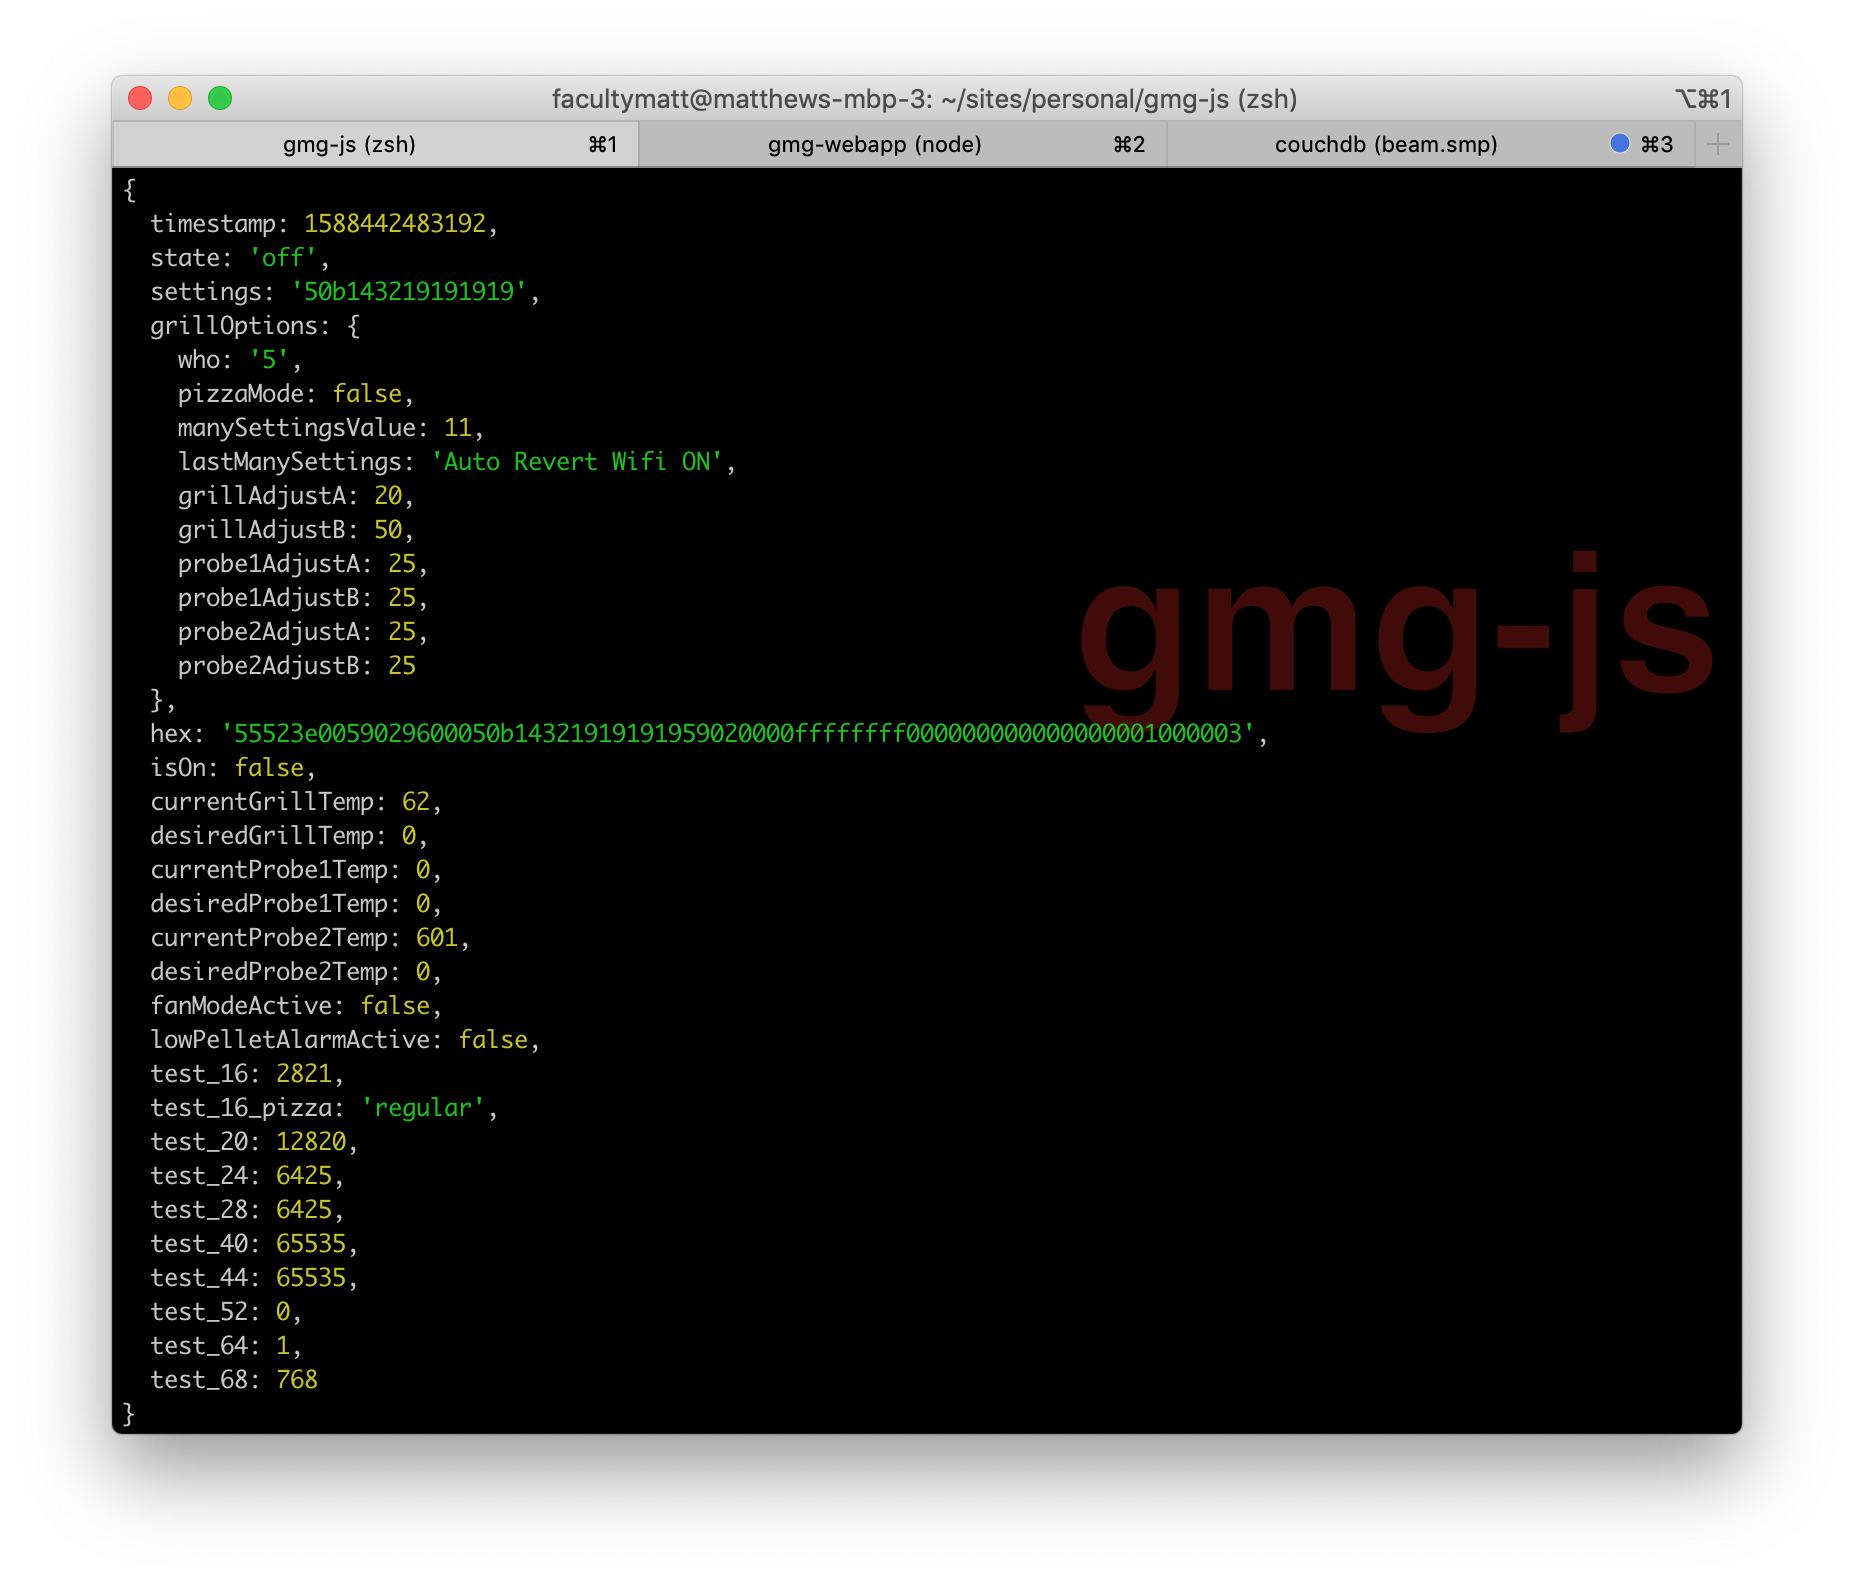 facultymatt@matthews-mbp-3: ~/sites/personal/gmg-js (zsh) ⌥⌘1
gmg-js (zsh) ⌘1 gmg-webapp (node) ⌘2 couchdb (beam.smp) ⌘3
{
  timestamp: 1588442483192,
  state: 'off',
  settings: '50b143219191919',
  grillOptions: {
    who: '5',
    pizzaMode: false,
    manySettingsValue: 11,
    lastManySettings: 'Auto Revert Wifi ON',
    grillAdjustA: 20,
    grillAdjustB: 50,
    probe1AdjustA: 25,
    probe1AdjustB: 25,
    probe2AdjustA: 25,
    probe2AdjustB: 25
  },
gmg-js
  hex: '55523e0059029600050b14321919191959020000ffffffff000000000000000001000003',
  isOn: false,
  currentGrillTemp: 62,
  desiredGrillTemp: 0,
  currentProbe1Temp: 0,
  desiredProbe1Temp: 0,
  currentProbe2Temp: 601,
  desiredProbe2Temp: 0,
  fanModeActive: false,
  lowPelletAlarmActive: false,
  test_16: 2821,
  test_16_pizza: 'regular',
  test_20: 12820,
  test_24: 6425,
  test_28: 6425,
  test_40: 65535,
  test_44: 65535,
  test_52: 0,
  test_64: 1,
  test_68: 768
}